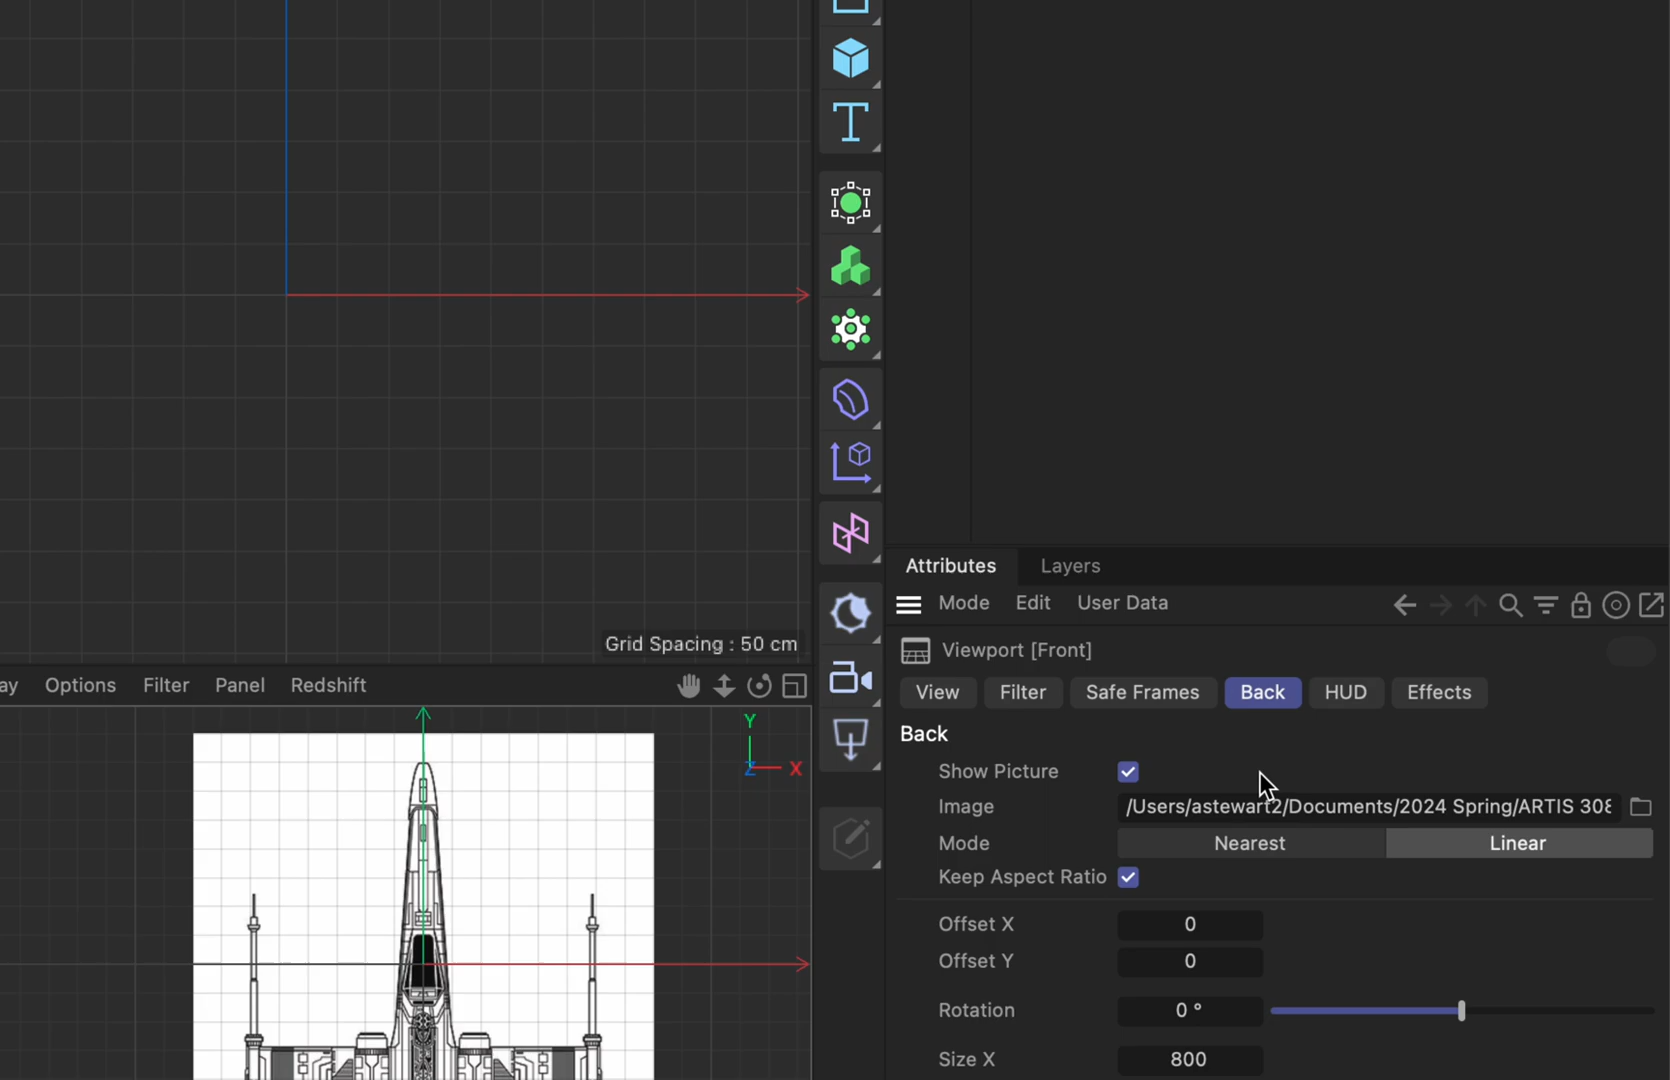 Grid Spacing : 50 cm
ay Options Filter Panel Redshift
Y
Z X
Attributes Layers
Mode Edit User Data
Viewport [Front]
View Filter Safe Frames Back HUD Effects
Back
Show Picture
Image /Users/astewart2/Documents/2024 Spring/ARTIS 308
Mode Nearest Linear
Keep Aspect Ratio
Offset X 0
Offset Y 0
Rotation 0 °
Size X 800